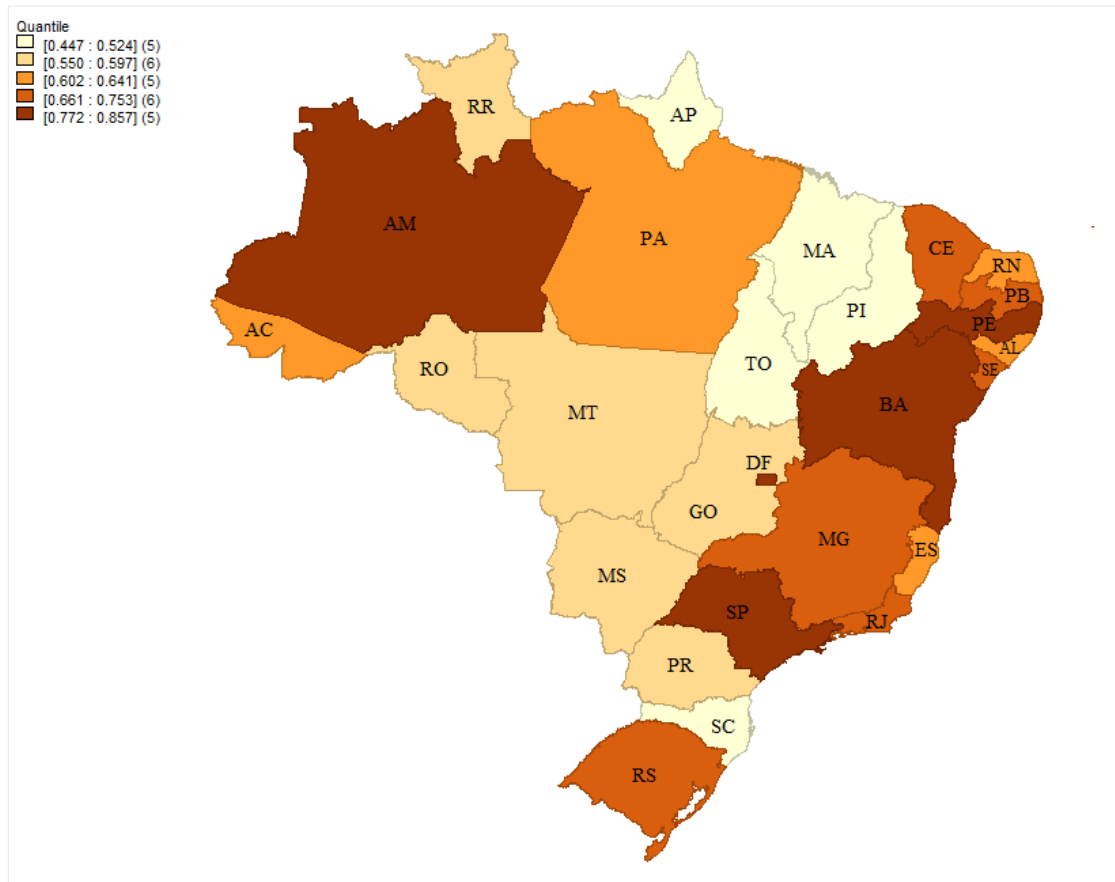 Quantile
[0.447 : 0.524] (5)
[0.550 : 0.597] (6)
[0.602 : 0.641] (5)
[0.661 : 0.753] (6)
[0.772 : 0.857] (5)
RR
AP
AM
PA
MA
CE
RN
PB
PI
PE
AC
AL
RO
TO
SE
MT
BA
DF
GO
MG
ES
MS
SP
RJ
PR
SC
RS